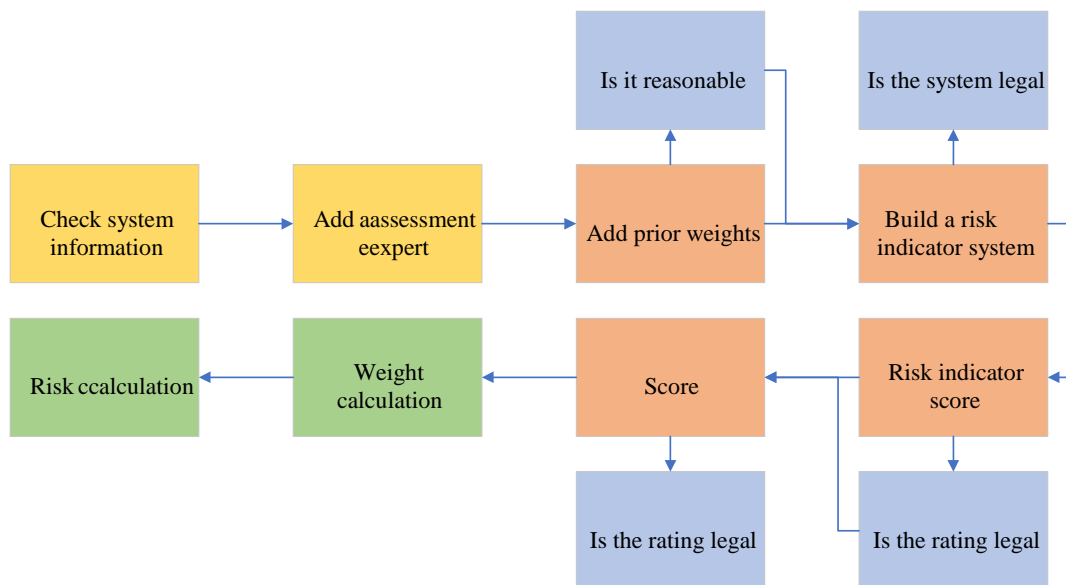 Is it reasonable
Is the system legal
Check system
information
Add aassessment
eexpert
Add prior weights
Build a risk
indicator system
Risk ccalculation
Weight
calculation
Score
Risk indicator
score
Is the rating legal
Is the rating legal